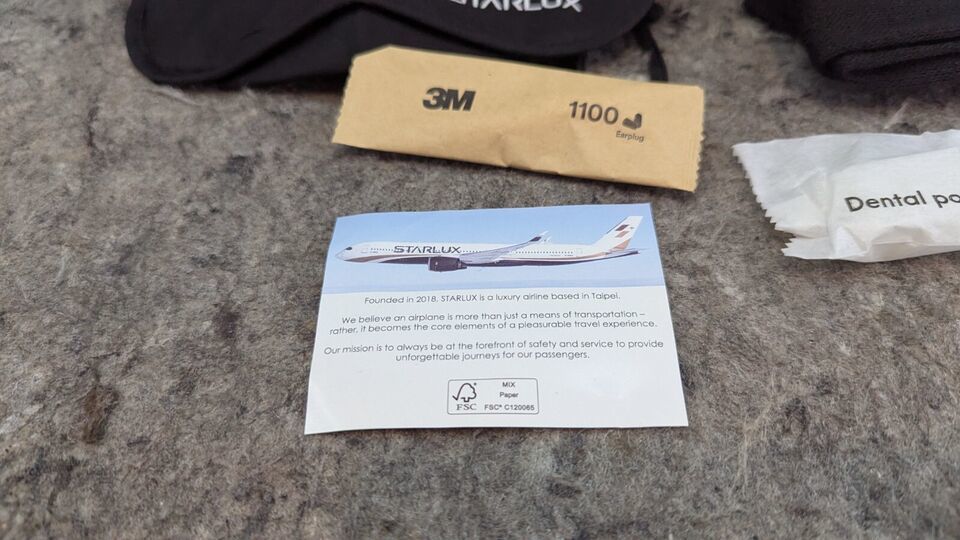 STARLUX
3M
1100
Earplug
Dental
STARLUX
Founded in 2018, STARLUX is a luxury airline based in Taipei.
We believe an airplane is more than just a means of transportation –
rather, it becomes the core elements of a pleasurable travel experience.
Our mission is to always be at the forefront of safety and service to provide
unforgettable journeys for our passengers.
FSC
MIX
Paper
FSC® C120065